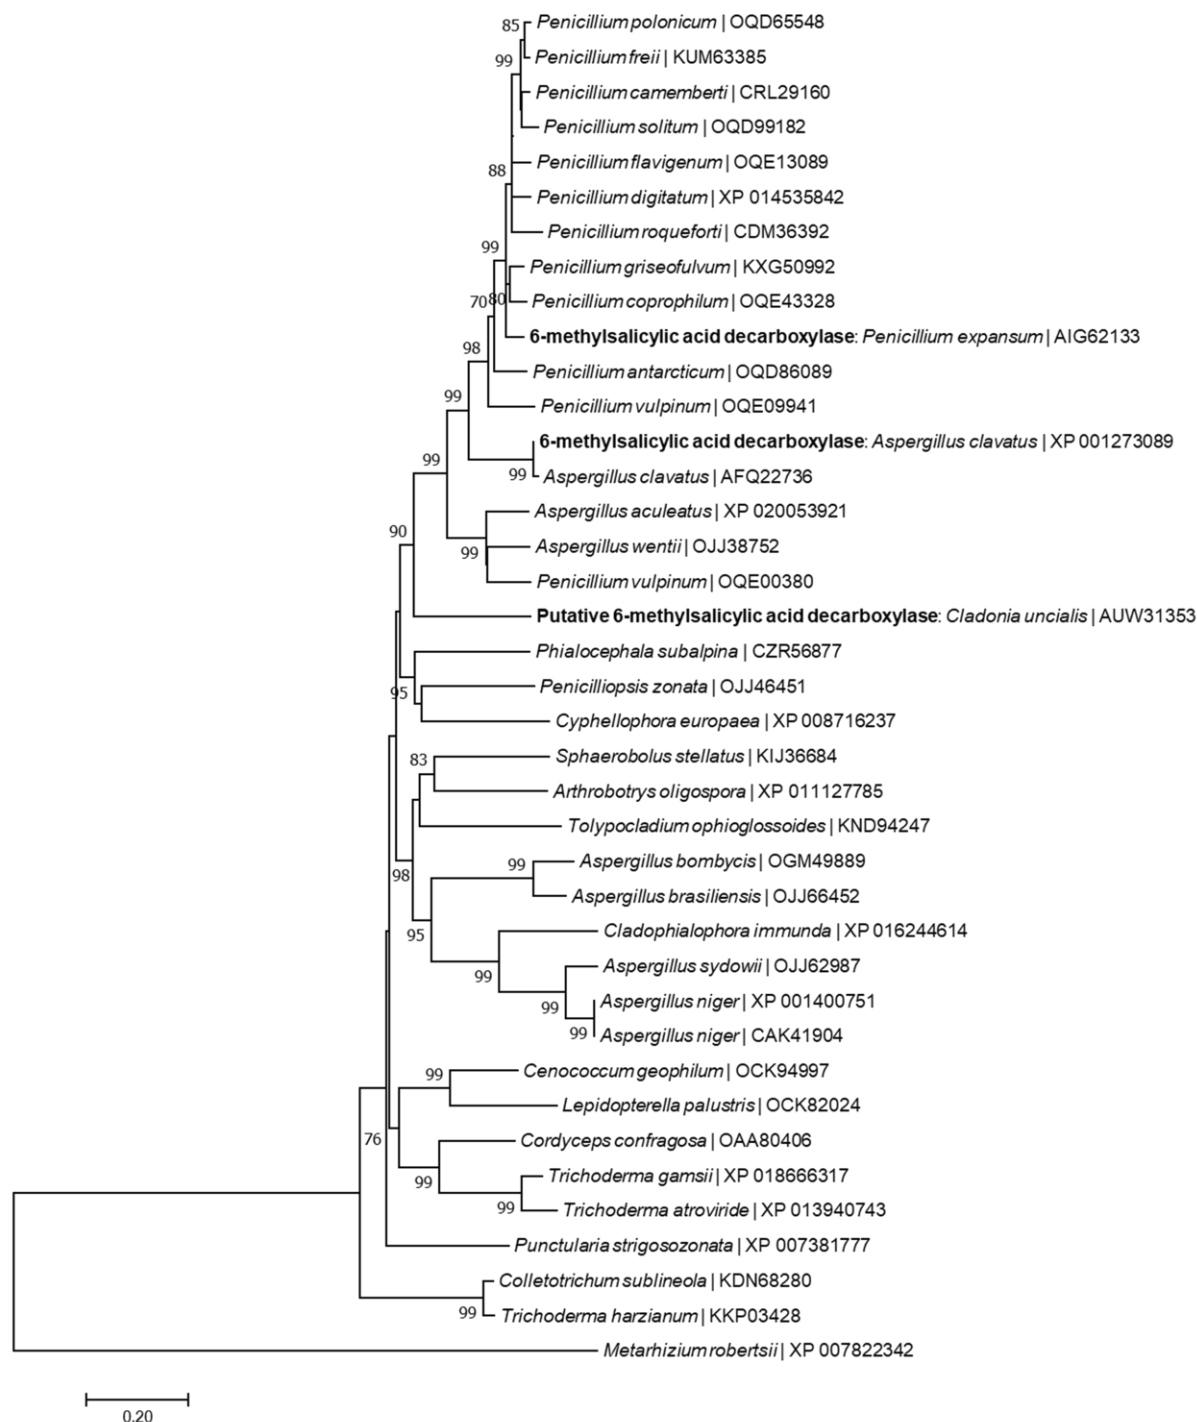 85
Penicillium polonicum | OQD65548
99
Penicillium freii | KUM63385
Penicillium camemberti | CRL29160
Penicillium solitum | OQD99182
88
Penicillium flavigenum | OQE13089
Penicillium digitatum | XP 014535842
Penicillium roqueforti | CDM36392
99
Penicillium griseofulvum | KXG50992
70
80
Penicillium coprophilum | OQE43328
6-methylsalicylic acid decarboxylase: Penicillium expansum | AIG62133
98
Penicillium antarcticum | OQD86089
99
Penicillium vulpinum | OQE09941
6-methylsalicylic acid decarboxylase: Aspergillus clavatus | XP 001273089
99
99
Aspergillus clavatus | AFQ22736
Aspergillus aculeatus | XP 020053921
90
Aspergillus wentii | OJJ38752
99
Penicillium vulpinum | OQE00380
Putative 6-methylsalicylic acid decarboxylase: Cladonia uncialis | AUW31353
Phialocephala subalpina | CZR56877
95
Penicilliopsis zonata | OJJ46451
Cyphellophora europaea | XP 008716237
83
Sphaerobolus stellatus | KIJ36684
Arthrobotrys oligospora | XP 011127785
Tolypocladium ophioglossoides | KND94247
99
Aspergillus bombycis | OGM49889
98
Aspergillus brasiliensis | OJJ66452
95
Cladophialophora immunda | XP 016244614
99
Aspergillus sydowii | OJJ62987
99
Aspergillus niger | XP 001400751
99
Aspergillus niger | CAK41904
99
Cenococcum geophilum | OCK94997
Lepidopterella palustris | OCK82024
76
Cordyceps confragosa | OAA80406
99
Trichoderma gamsii | XP 018666317
99
Trichoderma atroviride | XP 013940743
Punctularia strigosozonata | XP 007381777
Colletotrichum sublineola | KDN68280
99
Trichoderma harzianum | KKP03428
Metarhizium robertsii | XP 007822342
0.20